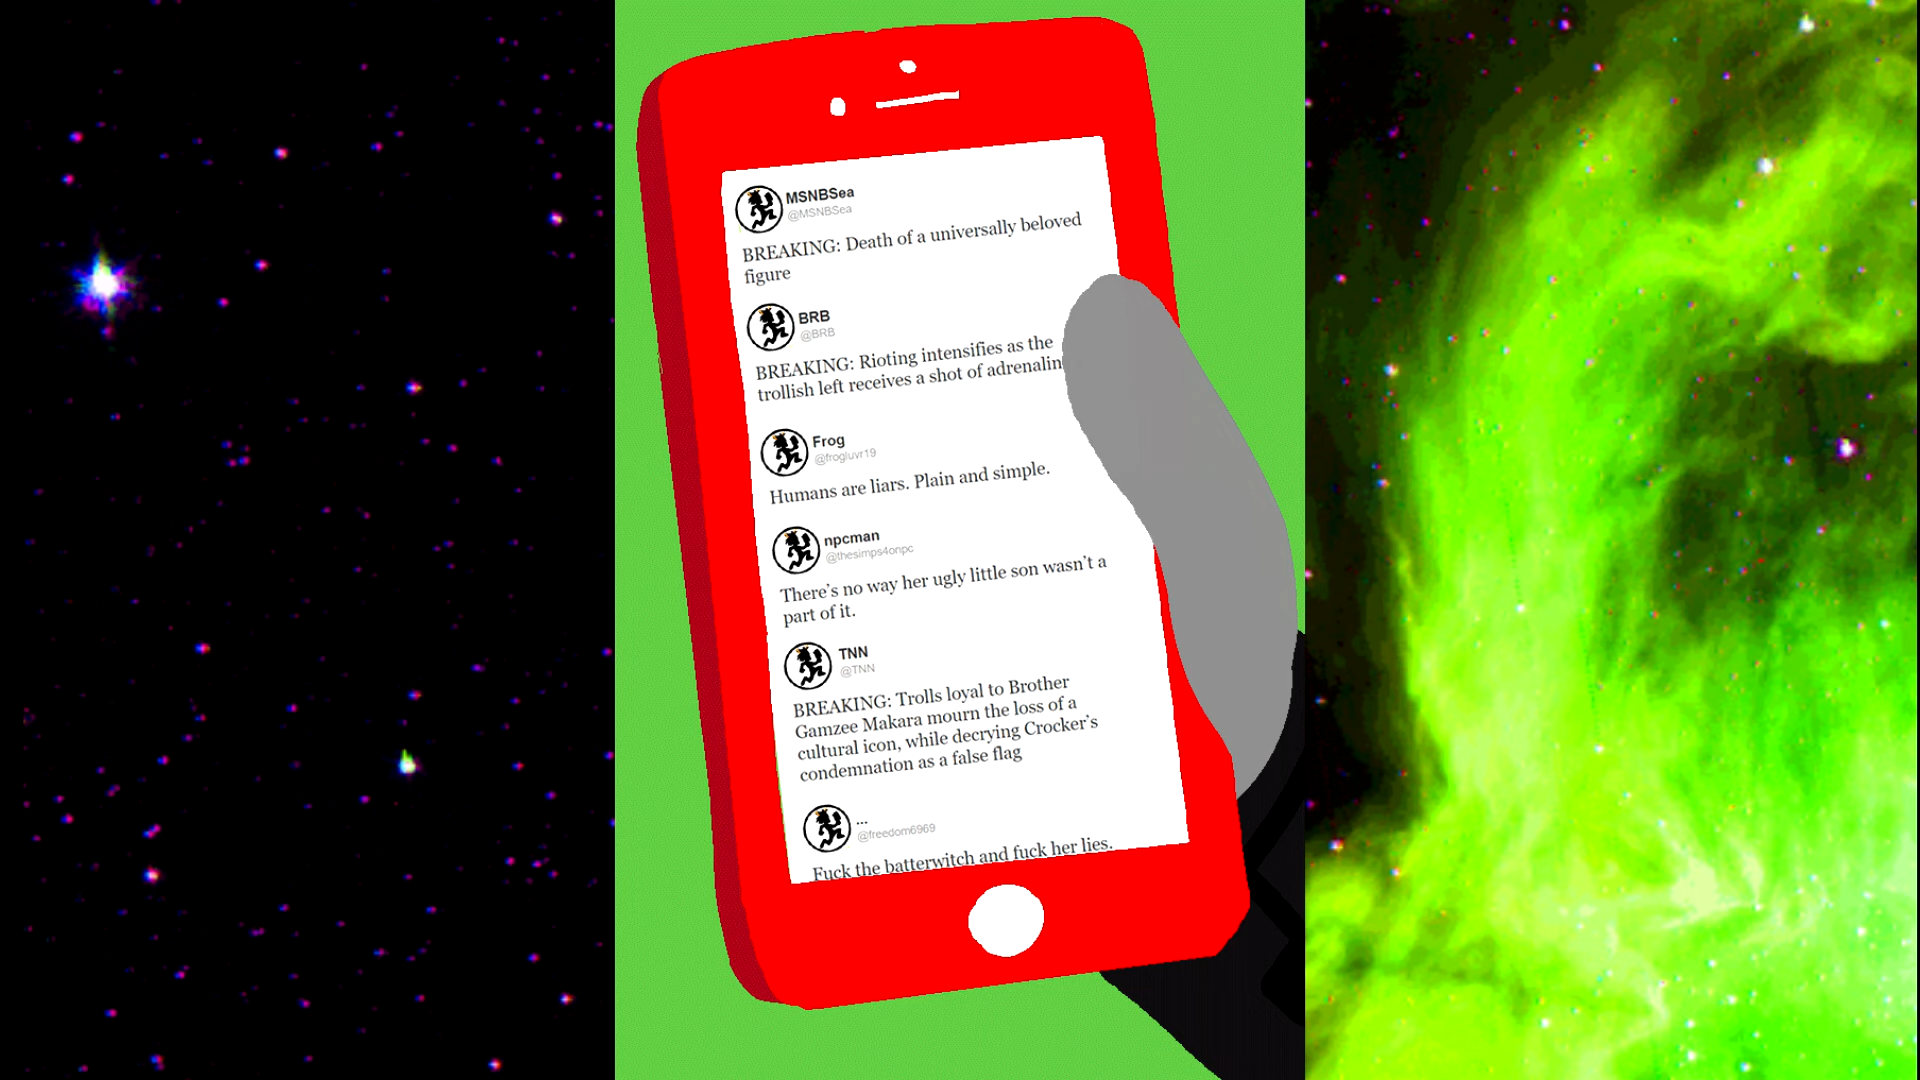 MSNBSea
@MSNBSea
BREAKING: Death of a universally beloved
figure
BRB
@BRB
BREAKING: Rioting intensifies as the
trollish left receives a shot of adrenalin
Frog
@frogluvr19
Humans are liars. Plain and simple.
npcman
@thesimps4onpc
There’s no way her ugly little son wasn’t a
part of it.
TNN
@TNN
BREAKING: Trolls loyal to Brother
Gamzee Makara mourn the loss of a
cultural icon, while decrying Crocker’s
condemnation as a false flag
...
@freedom6969
Fuck the batterwitch and fuck her lies.